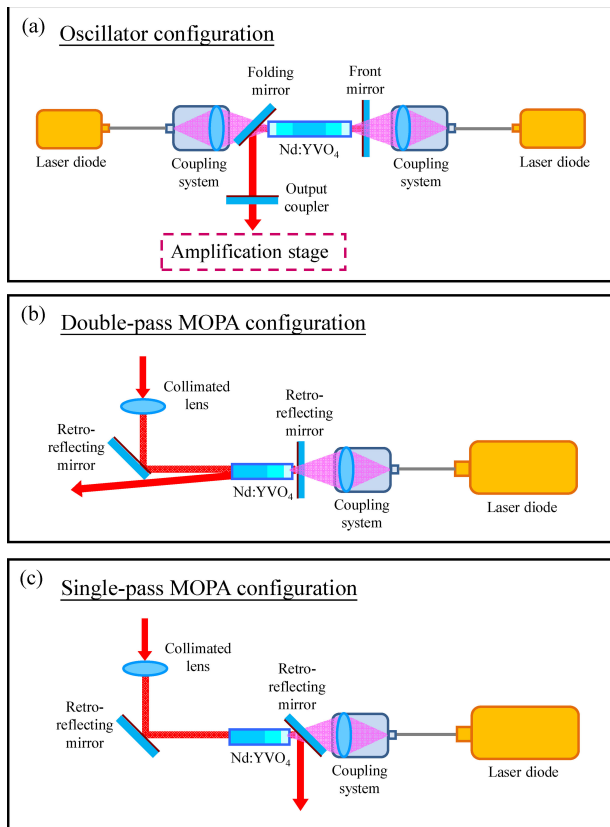 (a) Oscillator configuration
Folding
mirror
Front
mirror
Laser diode
Coupling
system
Nd:YVO₄
Coupling
system
Laser diode
Output
coupler
Amplification stage
(b)
Double-pass MOPA configuration
Collimated
lens
Retro-
reflecting
mirror
Retro-
reflecting
mirror
Nd:YVO₄
Coupling
system
Laser diode
(c)
Single-pass MOPA configuration
Collimated
lens
Retro-
reflecting
mirror
Retro-
reflecting
mirror
Nd:YVO₄
Coupling
system
Laser diode